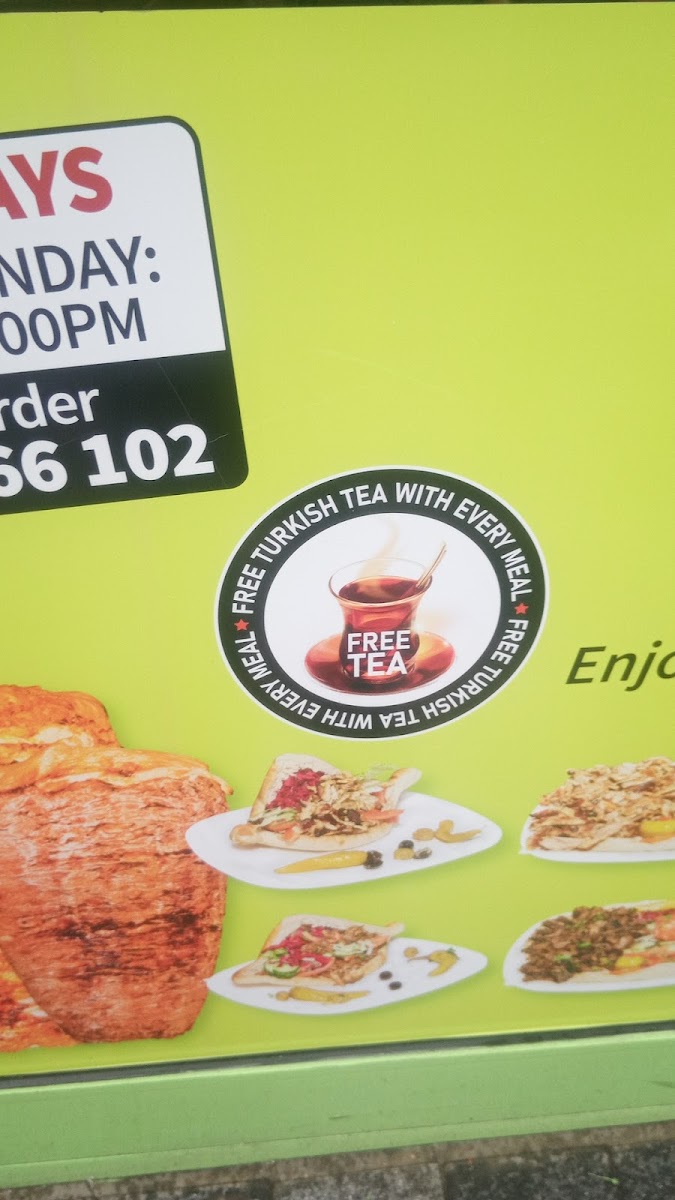 AYS
NDAY:
00PM
rder
66 102
FREE TURKISH TEA WITH EVERY MEAL ★ FREE TURKISH TEA WITH EVERY MEAL ★
FREE
TEA
Enjo